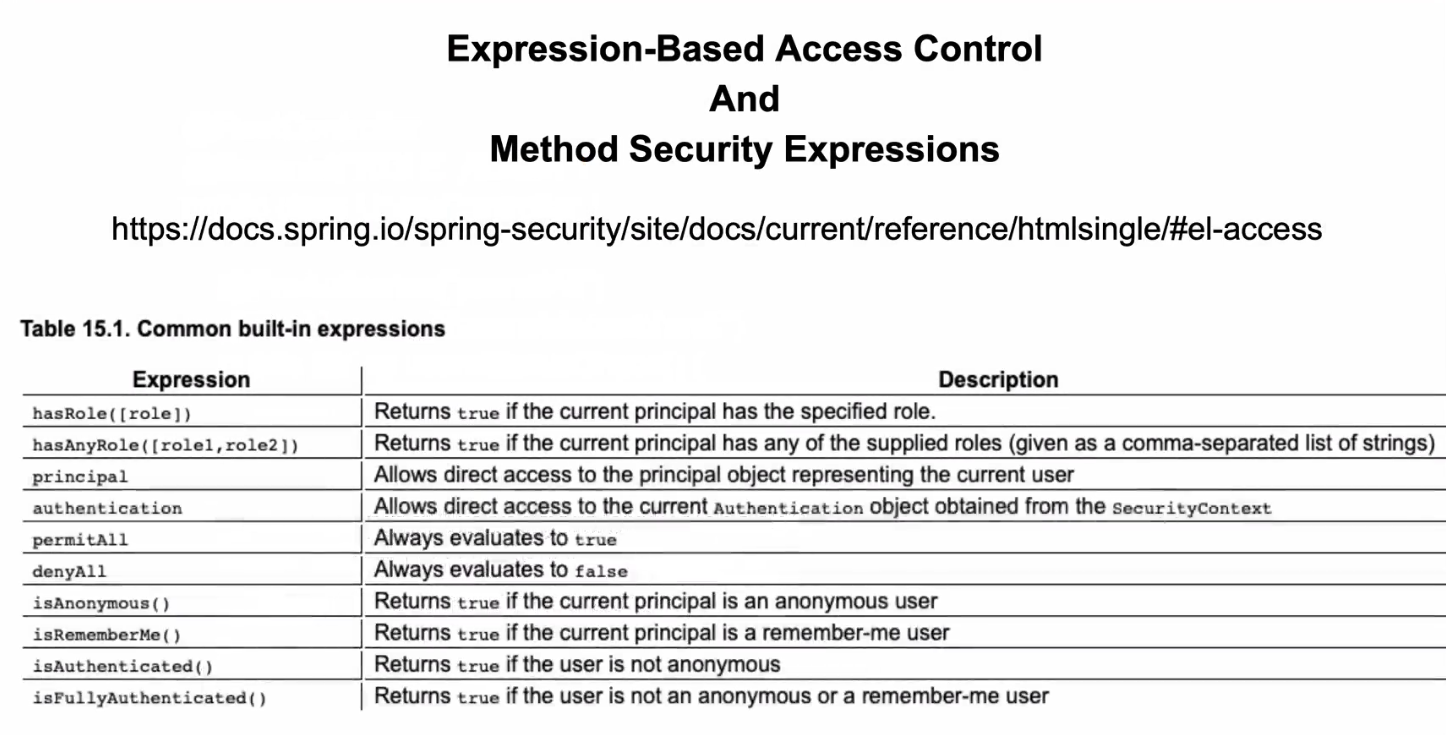 Expression-Based Access Control
And
Method Security Expressions
https://docs.spring.io/spring-security/site/docs/current/reference/htmlsingle/#el-access
Table 15.1. Common built-in expressions
Expression Description
hasRole([role]) Returns true if the current principal has the specified role.
hasAnyRole([role1,role2]) Returns true if the current principal has any of the supplied roles (given as a comma-separated list of strings)
principal Allows direct access to the principal object representing the current user
authentication Allows direct access to the current Authentication object obtained from the SecurityContext
permitAll Always evaluates to true
denyAll Always evaluates to false
isAnonymous() Returns true if the current principal is an anonymous user
isRememberMe() Returns true if the current principal is a remember-me user
isAuthenticated() Returns true if the user is not anonymous
isFullyAuthenticated() Returns true if the user is not an anonymous or a remember-me user